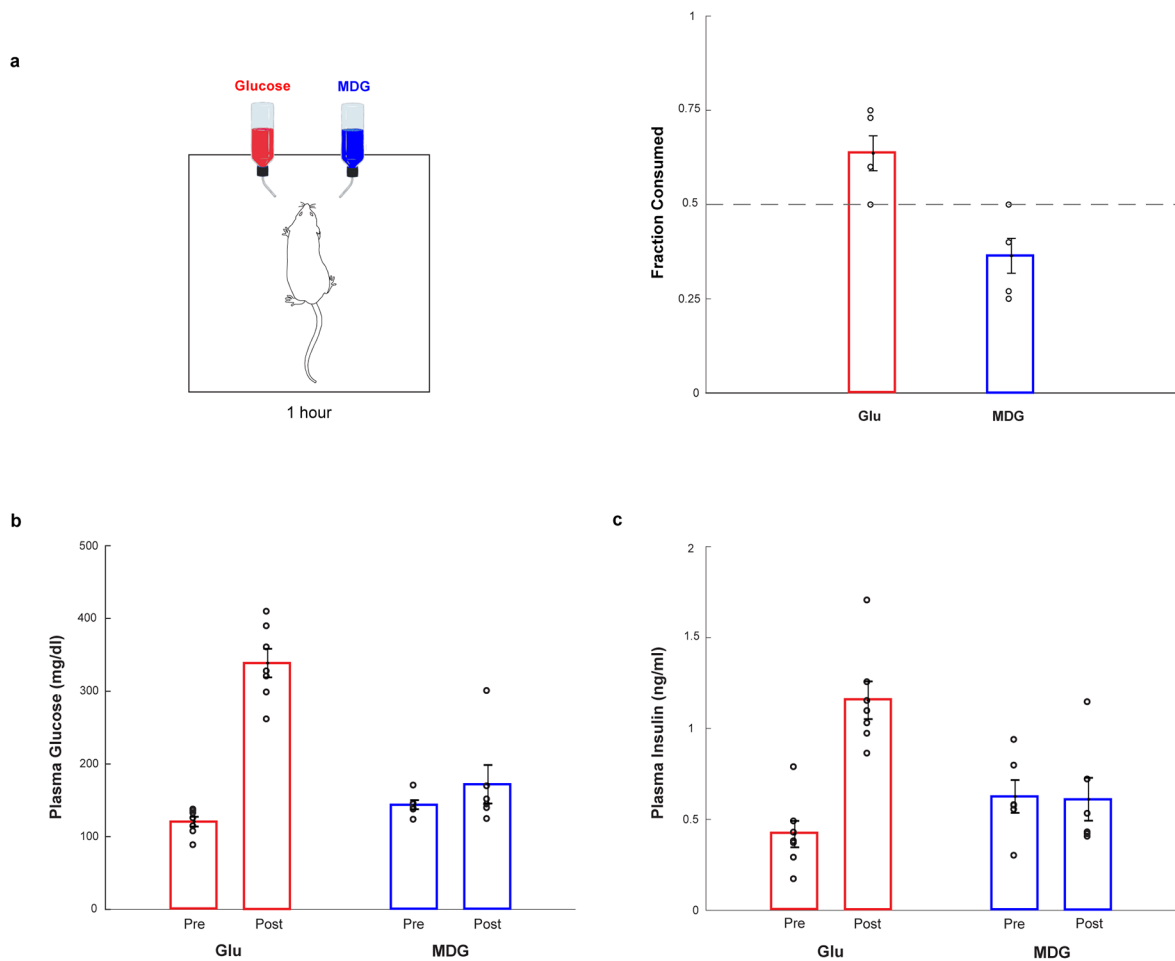 a
Glucose
MDG
1 hour
Fraction Consumed
1
0.75
0.5
0.25
0
Glu
MDG
b
Plasma Glucose (mg/dl)
500
400
300
200
100
0
Pre
Post
Pre
Post
Glu
MDG
c
Plasma Insulin (ng/ml)
2
1.5
1
0.5
0
Pre
Post
Pre
Post
Glu
MDG